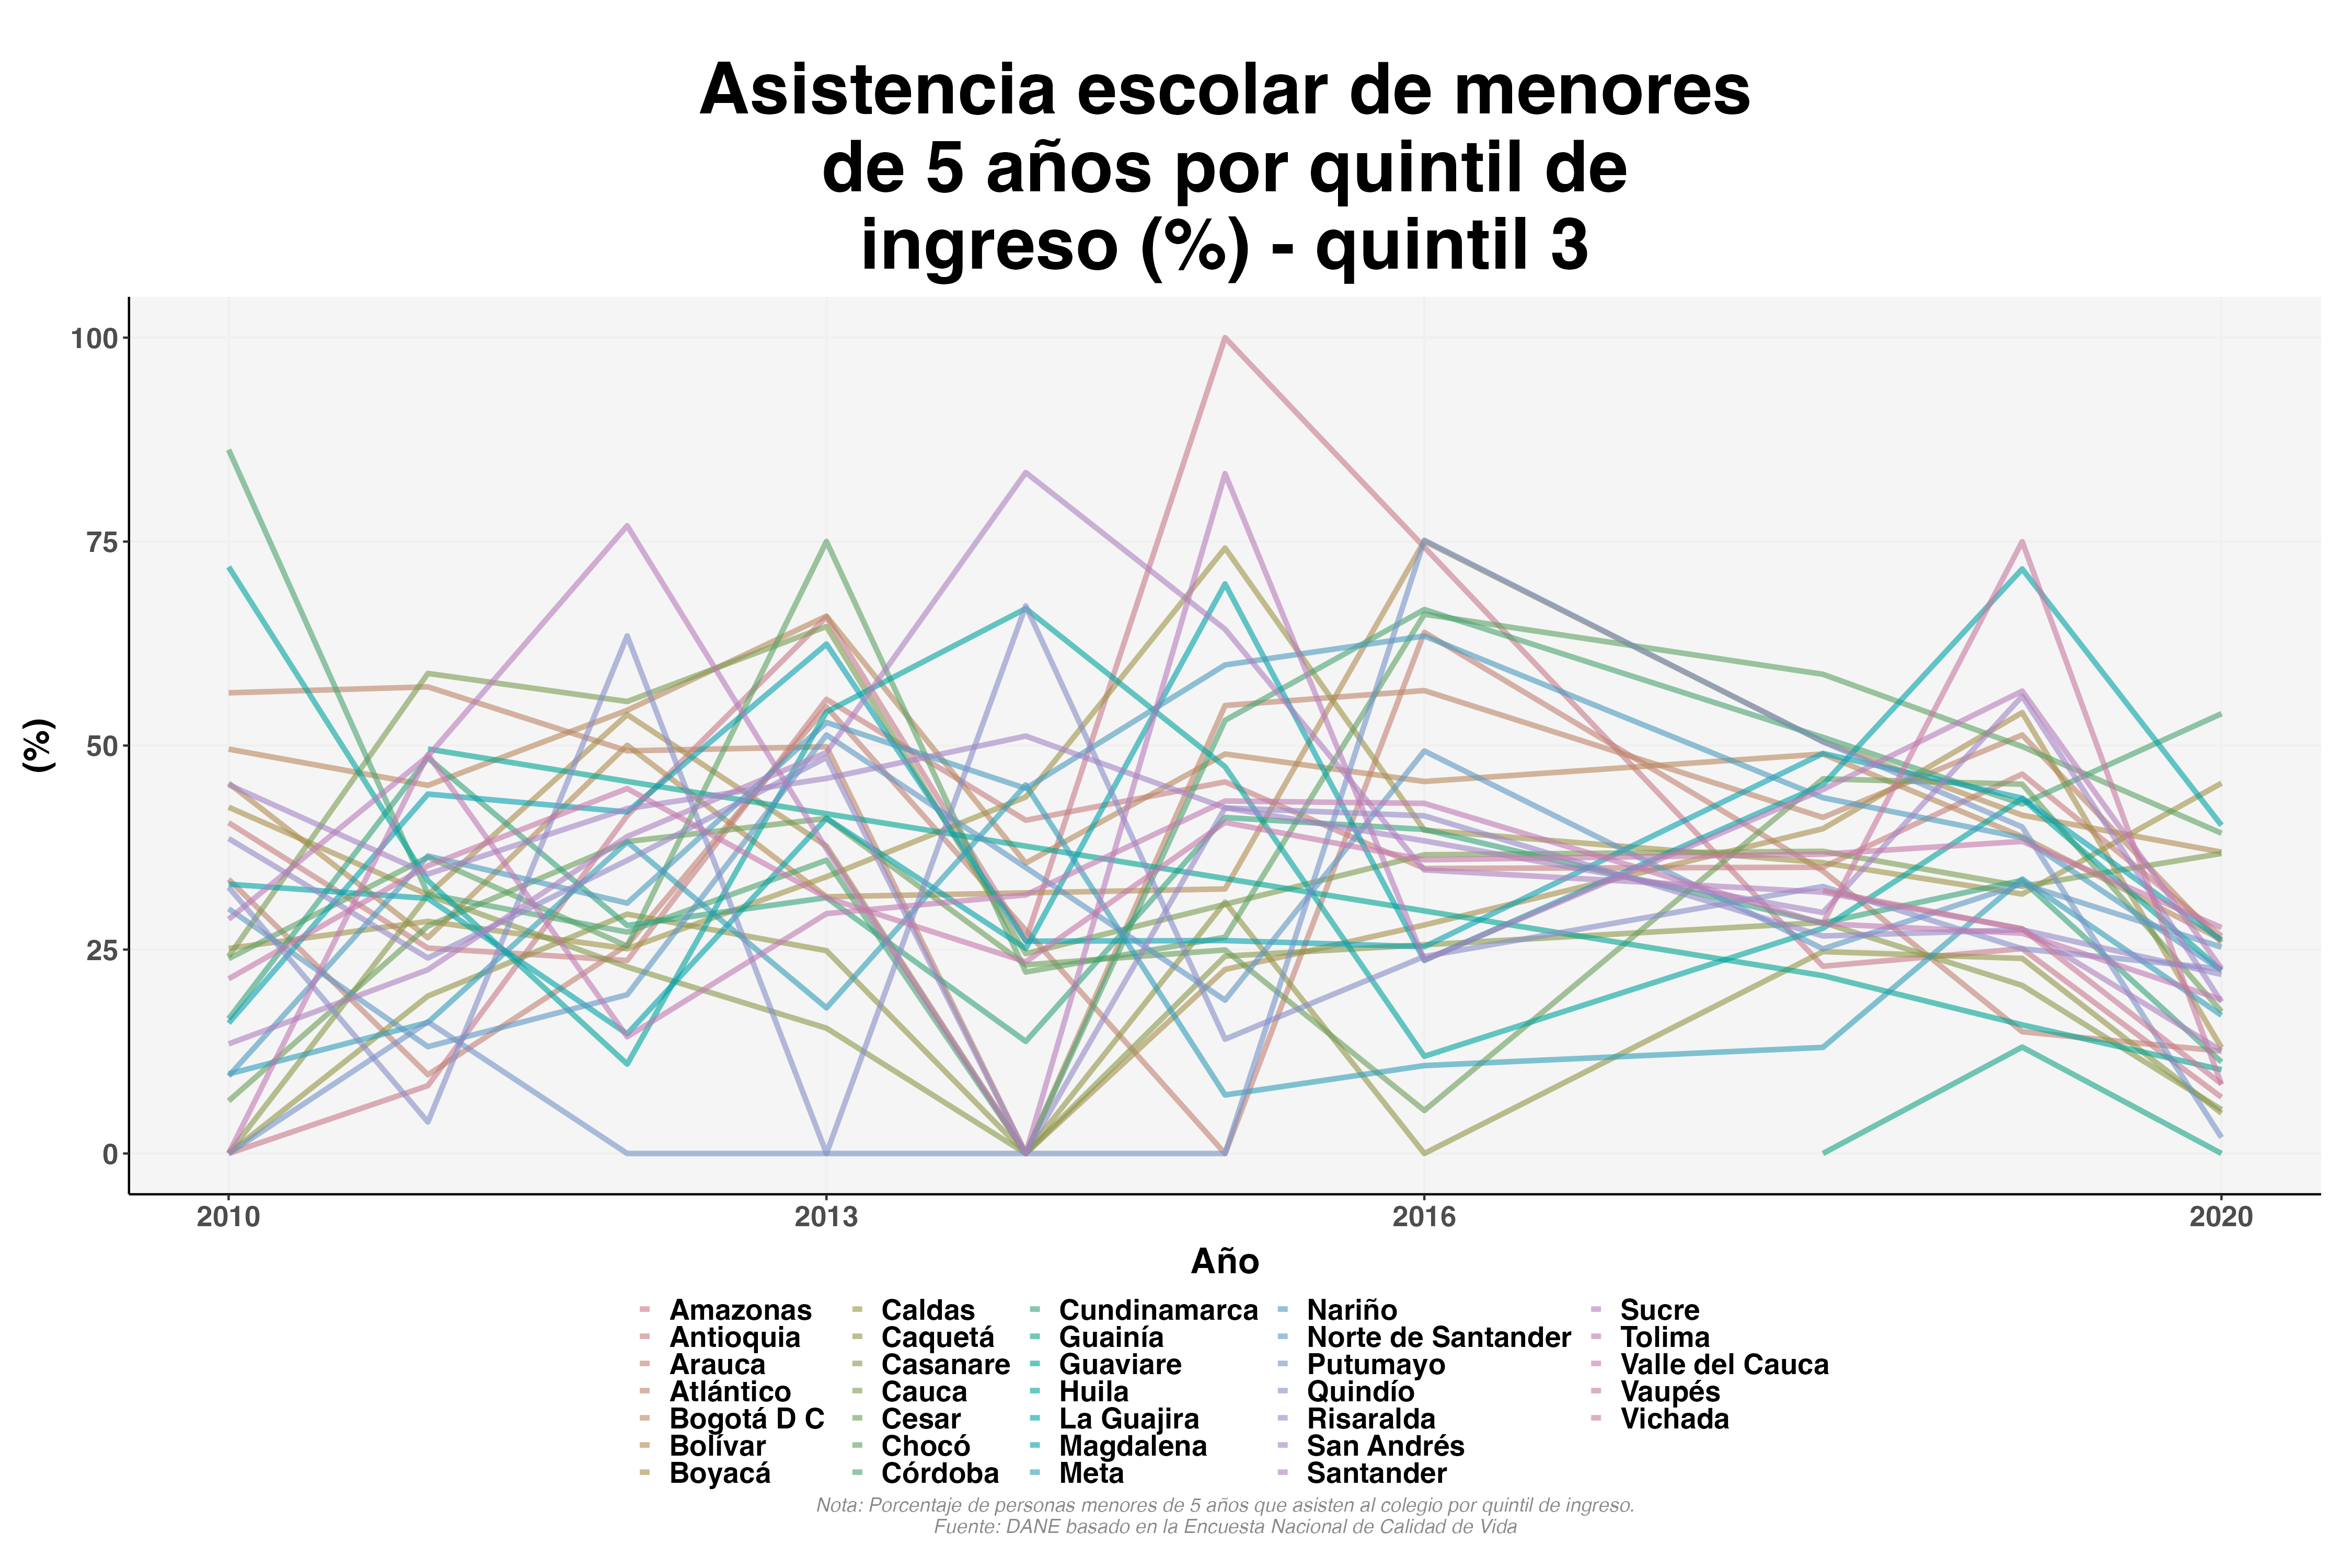 Asistencia escolar de menores
de 5 años por quintil de
ingreso (%) - quintil 3
(%)
100
75
50
25
0
2010 2013 2016 2020
Año
Amazonas Caldas Cundinamarca Nariño Sucre
Antioquia Caquetá Guainía Norte de Santander Tolima
Arauca Casanare Guaviare Putumayo Valle del Cauca
Atlántico Cauca Huila Quindío Vaupés
Bogotá D C Cesar La Guajira Risaralda Vichada
Bolívar Chocó Magdalena San Andrés
Boyacá Córdoba Meta Santander
Nota: Porcentaje de personas menores de 5 años que asisten al colegio por quintil de ingreso.
Fuente: DANE basado en la Encuesta Nacional de Calidad de Vida